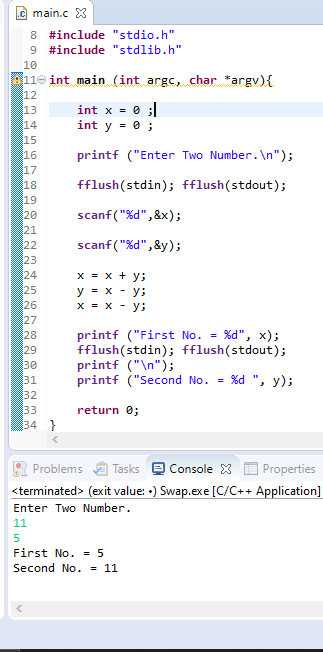 main.c
8 #include "stdio.h"
9 #include "stdlib.h"
10
11 int main (int argc, char *argv){
12
13 int x = 0 ;
14 int y = 0 ;
15
16 printf ("Enter Two Number.\n");
17
18 fflush(stdin); fflush(stdout);
19
20 scanf("%d",&x);
21
22 scanf("%d",&y);
23
24 x = x + y;
25 y = x - y;
26 x = x - y;
27
28 printf ("First No. = %d", x);
29 fflush(stdin); fflush(stdout);
30 printf ("\n");
31 printf ("Second No. = %d ", y);
32
33 return 0;
34 }
Problems Tasks Console Properties
<terminated> (exit value: •) Swap.exe [C/C++ Application]
Enter Two Number.
11
5
First No. = 5
Second No. = 11